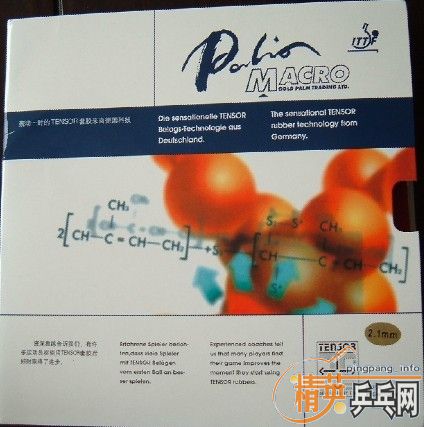 Palio
MACRO
GOLD PALM TRADING LTD.
ITTF
Die sensationelle TENSOR
Belags-Technologie aus
Deutschland.
The sensational TENSOR
rubber technology from
Germany.
CH₃
CH₃
2[CH—C=CH—CH₂]+S
CH—CH₂
S
Erfahrene Spieler berich-
ten, dass viele Spieler
mit TENSOR Belägen
vom ersten Ball an bes-
ser spielen.
Experienced coaches tell
us that many players find
their game improves the
moment they start using
TENSOR rubbers.
TENSOR
2.1mm
pingpang.info
精英乒乓网